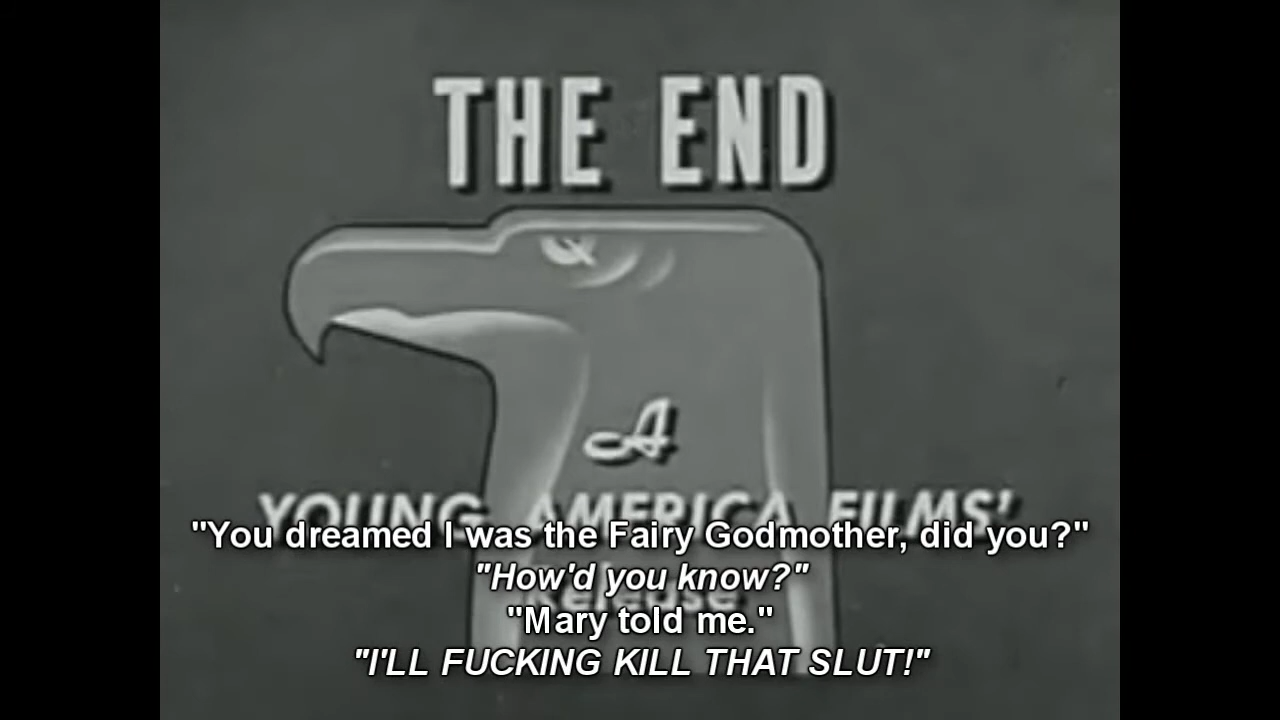 THE END
A
YOUNG AMERICA FILMS'
Release
"You dreamed I was the Fairy Godmother, did you?"
"How'd you know?"
"Mary told me."
"I'LL FUCKING KILL THAT SLUT!"